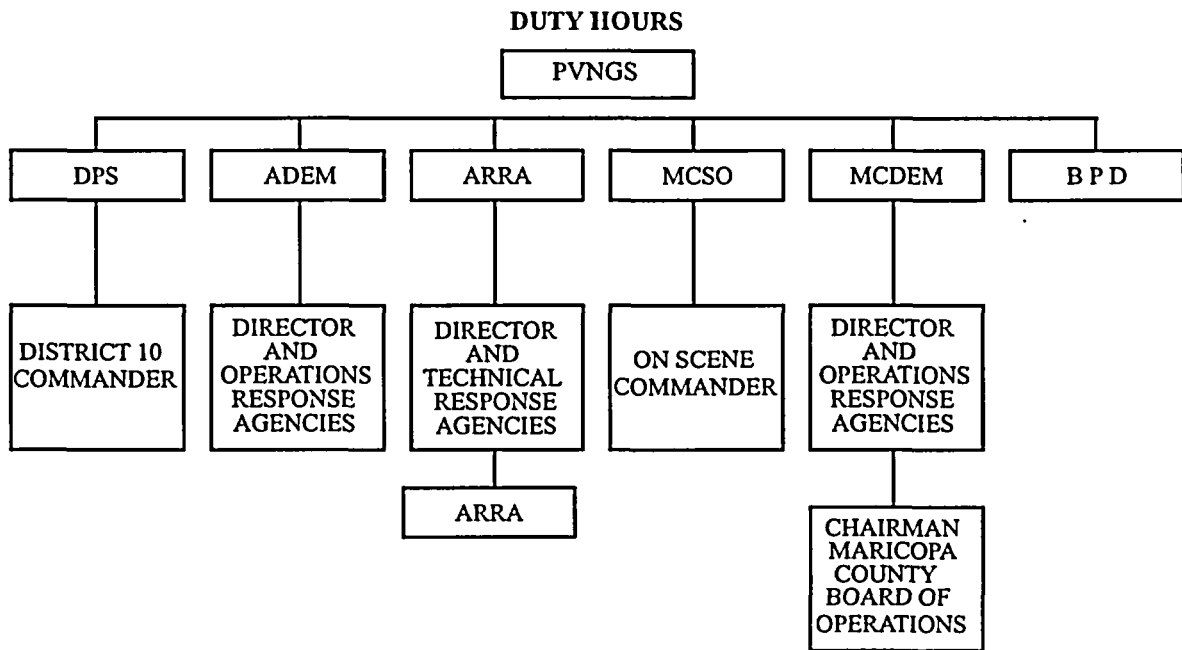 DUTY HOURS
PVNGS
DPS
ADEM
ARRA
MCSO
MCDEM
B P D
DISTRICT 10
COMMANDER
DIRECTOR
AND
OPERATIONS
RESPONSE
AGENCIES
DIRECTOR
AND
TECHNICAL
RESPONSE
AGENCIES
ON SCENE
COMMANDER
DIRECTOR
AND
OPERATIONS
RESPONSE
AGENCIES
ARRA
CHAIRMAN
MARICOPA
COUNTY
BOARD OF
OPERATIONS